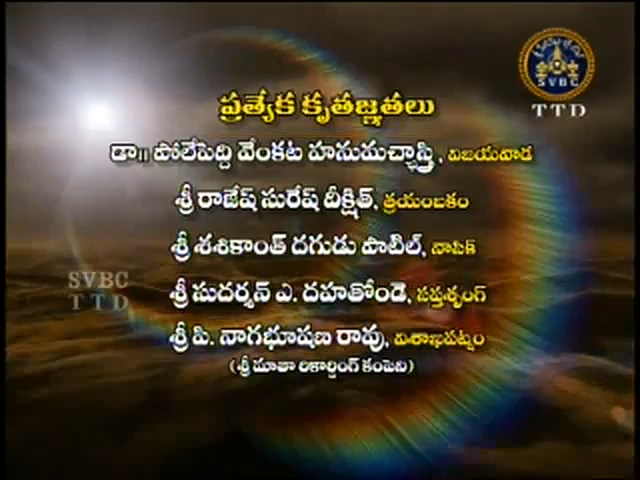 SVBC
TTD
ప్రత్యేక కృతజ్ఞతలు
డా॥ పోలేపెద్ది వేంకట హనుమచ్ఛాస్త్రి, విజయవాడ
శ్రీ రాజేష్ సురేష్ దీక్షిత్, త్రయంబకం
శ్రీ శశికాంత్ దగుడు పాటిల్, నాసిక్
SVBC
TTD
శ్రీ సుదర్శన్ ఎ. దహతోండె, సప్తశృంగ్
శ్రీ పి. నాగభూషణ రావు, విశాఖపట్నం
(శ్రీ మాతా రికార్డింగ్ కంపెని)